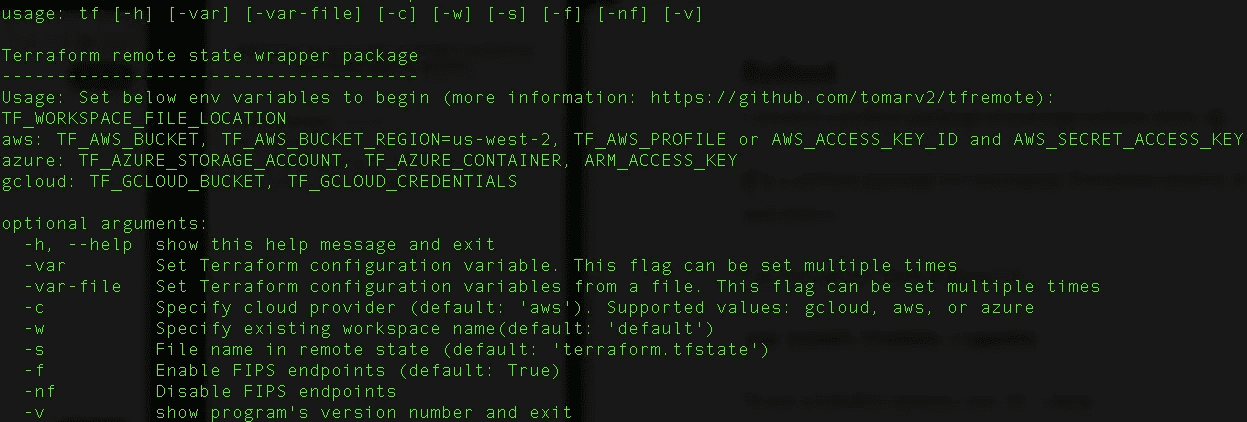 usage: tf [-h] [-var] [-var-file] [-c] [-w] [-s] [-f] [-nf] [-v]
Terraform remote state wrapper package
--------------------------------------
Usage: Set below env variables to begin (more information: https://github.com/tomarv2/tfremote):
TF_WORKSPACE_FILE_LOCATION
aws: TF_AWS_BUCKET, TF_AWS_BUCKET_REGION=us-west-2, TF_AWS_PROFILE or AWS_ACCESS_KEY_ID and AWS_SECRET_ACCESS_KEY
azure: TF_AZURE_STORAGE_ACCOUNT, TF_AZURE_CONTAINER, ARM_ACCESS_KEY
gcloud: TF_GCLOUD_BUCKET, TF_GCLOUD_CREDENTIALS
optional arguments:
  -h, --help  show this help message and exit
  -var        Set Terraform configuration variable. This flag can be set multiple times
  -var-file   Set Terraform configuration variables from a file. This flag can be set multiple times
  -c          Specify cloud provider (default: 'aws'). Supported values: gcloud, aws, or azure
  -w          Specify existing workspace name(default: 'default')
  -s          File name in remote state (default: 'terraform.tfstate')
  -f          Enable FIPS endpoints (default: True)
  -nf         Disable FIPS endpoints
  -v          show program's version number and exit